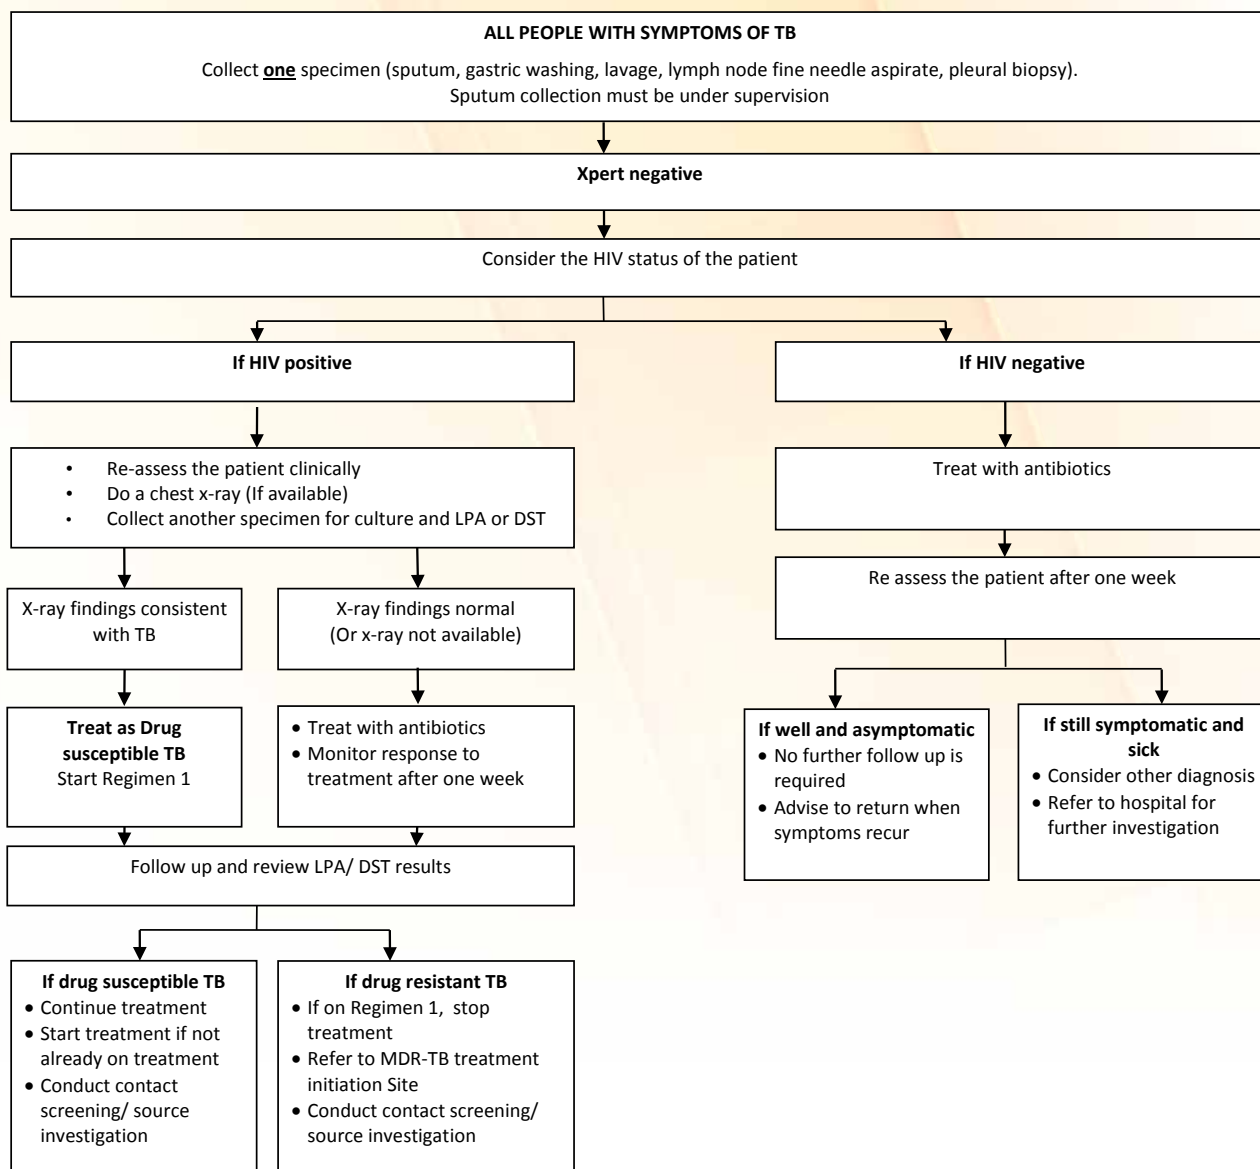 ALL PEOPLE WITH SYMPTOMS OF TB
Collect one specimen (sputum, gastric washing, lavage, lymph node fine needle aspirate, pleural biopsy).
Sputum collection must be under supervision
Xpert negative
Consider the HIV status of the patient
If HIV positive
• Re-assess the patient clinically
• Do a chest x-ray (If available)
• Collect another specimen for culture and LPA or DST
X-ray findings consistent
with TB
X-ray findings normal
(Or x-ray not available)
Treat as Drug
susceptible TB
Start Regimen 1
• Treat with antibiotics
• Monitor response to
treatment after one week
Follow up and review LPA/ DST results
If drug susceptible TB
• Continue treatment
• Start treatment if not
already on treatment
• Conduct contact
screening/ source
investigation
If drug resistant TB
• If on Regimen 1, stop
treatment
• Refer to MDR-TB treatment
initiation Site
• Conduct contact screening/
source investigation
If HIV negative
Treat with antibiotics
Re assess the patient after one week
If well and asymptomatic
• No further follow up is
required
• Advise to return when
symptoms recur
If still symptomatic and
sick
• Consider other diagnosis
• Refer to hospital for
further investigation